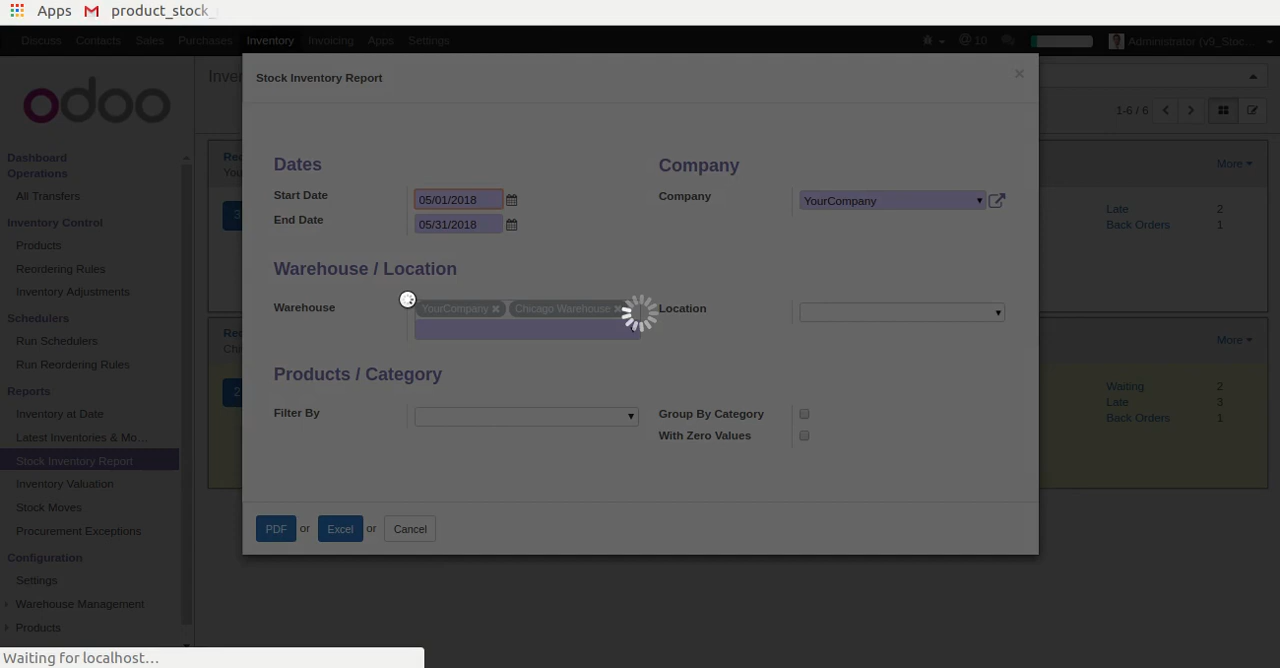 Apps product_stock_
Discuss Contacts Sales Purchases Inventory Invoicing Apps Settings @ 10 Administrator (v9_Stoc...
odoo
Stock Inventory Report ×
1-6 / 6
Dashboard
Operations
All Transfers
Inventory Control
Products
Reordering Rules
Inventory Adjustments
Schedulers
Run Schedulers
Run Reordering Rules
Reports
Inventory at Date
Latest Inventories & Mo...
Stock Inventory Report
Inventory Valuation
Stock Moves
Procurement Exceptions
Configuration
Settings
Warehouse Management
Products
Dates
Start Date 05/01/2018
End Date 05/31/2018
Company
Company YourCompany
Warehouse / Location
Warehouse YourCompany × Chicago Warehouse ×
Location
Products / Category
Filter By
Group By Category
With Zero Values
PDF or Excel or Cancel
More
Late 2
Back Orders 1
More
Waiting 2
Late 3
Back Orders 1
Waiting for localhost...